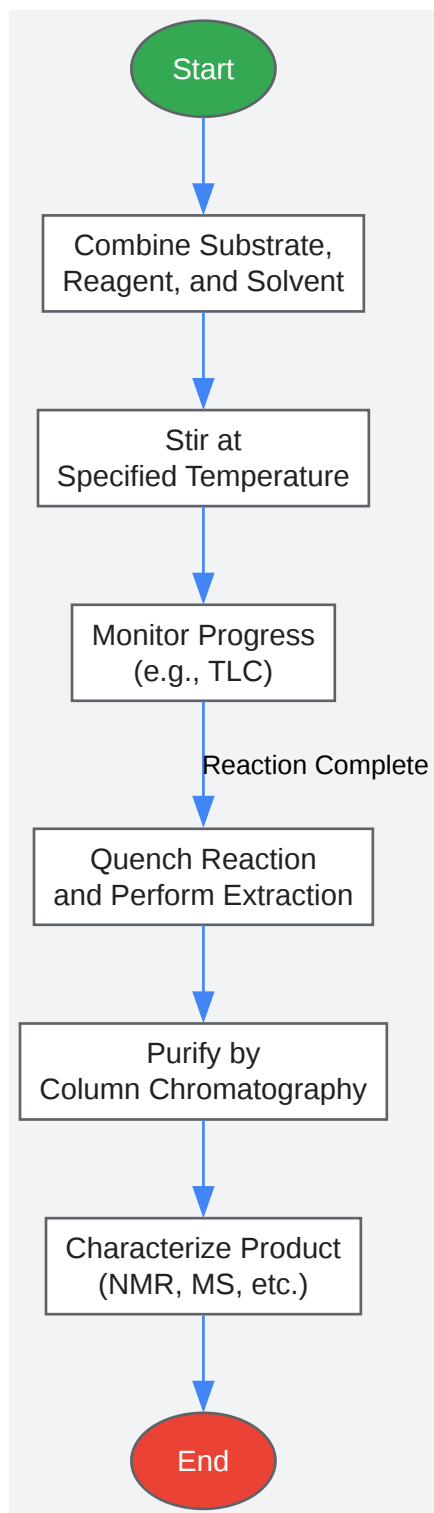 Start
Combine Substrate,
Reagent, and Solvent
Stir at
Specified Temperature
Monitor Progress
(e.g., TLC)
Reaction Complete
Quench Reaction
and Perform Extraction
Purify by
Column Chromatography
Characterize Product
(NMR, MS, etc.)
End